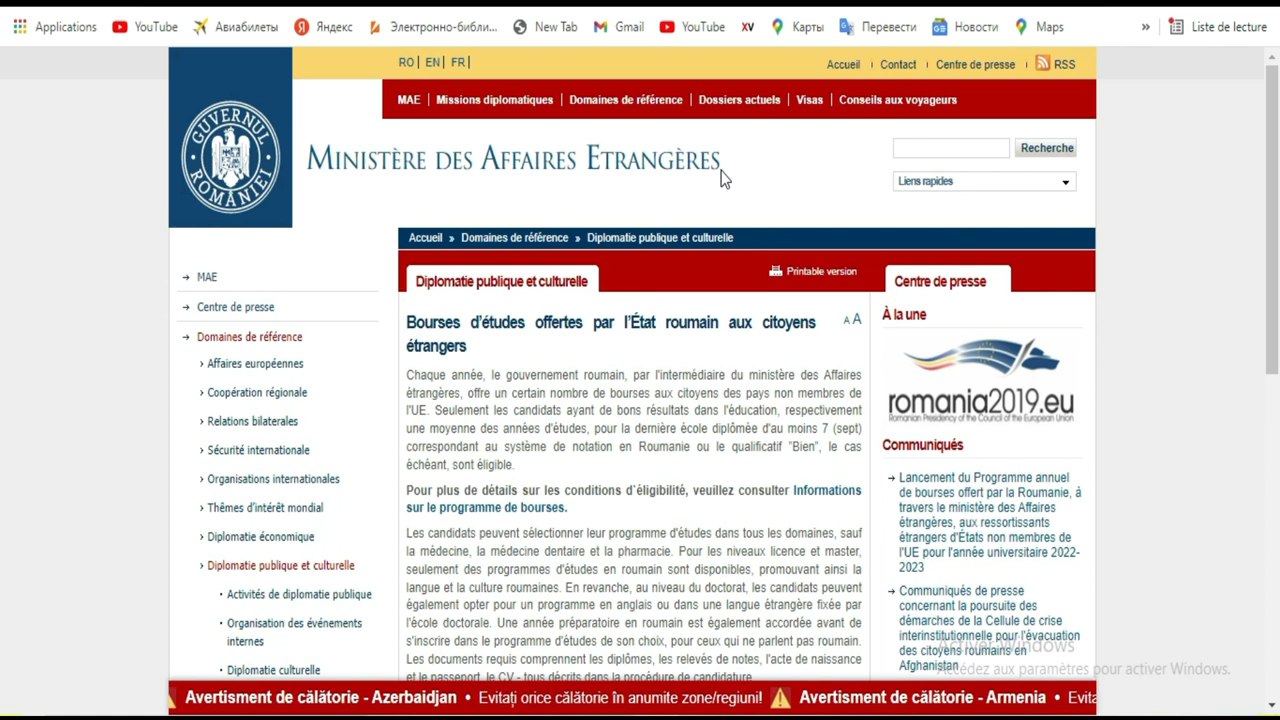 Applications YouTube Авиабилеты Яндекс Электронно-библи... New Tab Gmail YouTube XV Карты Перевести Новости Maps » Liste de lecture
RO | EN | FR |
Accueil Contact Centre de presse RSS
MAE | Missions diplomatiques | Domaines de référence | Dossiers actuels | Visas | Conseils aux voyageurs
GUVERNUL ROMÂNIEI
MINISTÈRE DES AFFAIRES ETRANGÈRES
Recherche
Liens rapides
Accueil » Domaines de référence » Diplomatie publique et culturelle
MAE
Centre de presse
Domaines de référence
Affaires européennes
Coopération régionale
Relations bilaterales
Sécurité internationale
Organisations internationales
Thêmes d'intérêt mondial
Diplomatie économique
Diplomatie publique et culturelle
Activités de diplomatie publique
Organisation des événements
internes
Diplomatie culturelle
Diplomatie publique et culturelle
Printable version
Bourses d'études offertes par l'État roumain aux citoyens
étrangers
A A
Chaque année, le gouvernement roumain, par l'intermédiaire du ministère des Affaires
étrangères, offre un certain nombre de bourses aux citoyens des pays non membres de
l'UE. Seulement les candidats ayant de bons résultats dans l'éducation, respectivement
une moyenne des années d'études, pour la dernière école diplômée d'au moins 7 (sept)
correspondant au système de notation en Roumanie ou le qualificatif "Bien", le cas
échéant, sont éligible.
Pour plus de détails sur les conditions d`éligibilité, veuillez consulter Informations
sur le programme de bourses.
Les candidats peuvent sélectionner leur programme d'études dans tous les domaines, sauf
la médecine, la médecine dentaire et la pharmacie. Pour les niveaux licence et master,
seulement des programmes d'études en roumain sont disponibles, promouvant ainsi la
langue et la culture roumaines. En revanche, au niveau du doctorat, les candidats peuvent
également opter pour un programme en anglais ou dans une langue étrangère fixée par
l'école doctorale. Une année préparatoire en roumain est également accordée avant de
s'inscrire dans le programme d'études de son choix, pour ceux qui ne parlent pas roumain.
Les documents requis comprennent les diplômes, les relevés de notes, l'acte de naissance
et le passeport, le CV - tous décrits dans la procédure de candidature.
Centre de presse
À la une
romania2019.eu
Romanian Presidency of the Council of the European Union
Communiqués
Lancement du Programme annuel
de bourses offert par la Roumanie, à
travers le ministère des Affaires
étrangères, aux ressortissants
étrangers d'États non membres de
l'UE pour l'année universitaire 2022-
2023
Communiqués de presse
concernant la poursuite des
démarches de la Cellule de crise
interinstitutionnelle pour l'évacuation
des citoyens roumains en
Afghanistan
Activer Windows
Accédez aux paramètres pour activer Windows.
Avertisment de călătorie - Azerbaidjan • Evitați orice călătorie în anumite zone/regiuni! Avertisment de călătorie - Armenia • Evita